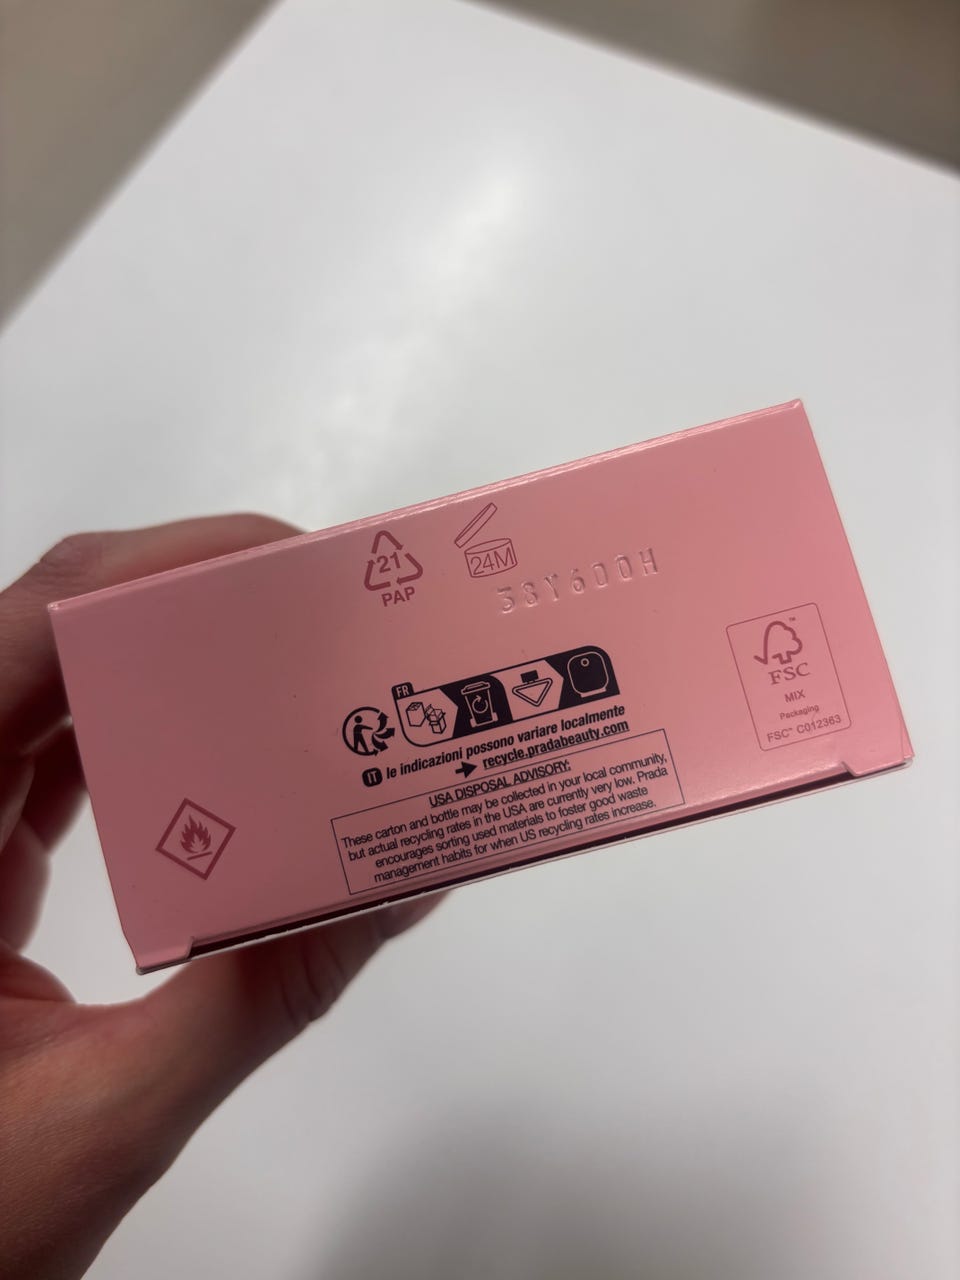 21
PAP
24M
38Y600H
FSC™
MIX
Packaging
FSC™ C012363
FR
IT le indicazioni possono variare localmente
recycle.pradabeauty.com
USA DISPOSAL ADVISORY:
These carton and bottle may be collected in your local community,
but actual recycling rates in the USA are currently very low. Prada
encourages sorting used materials to foster good waste
management habits for when US recycling rates increase.